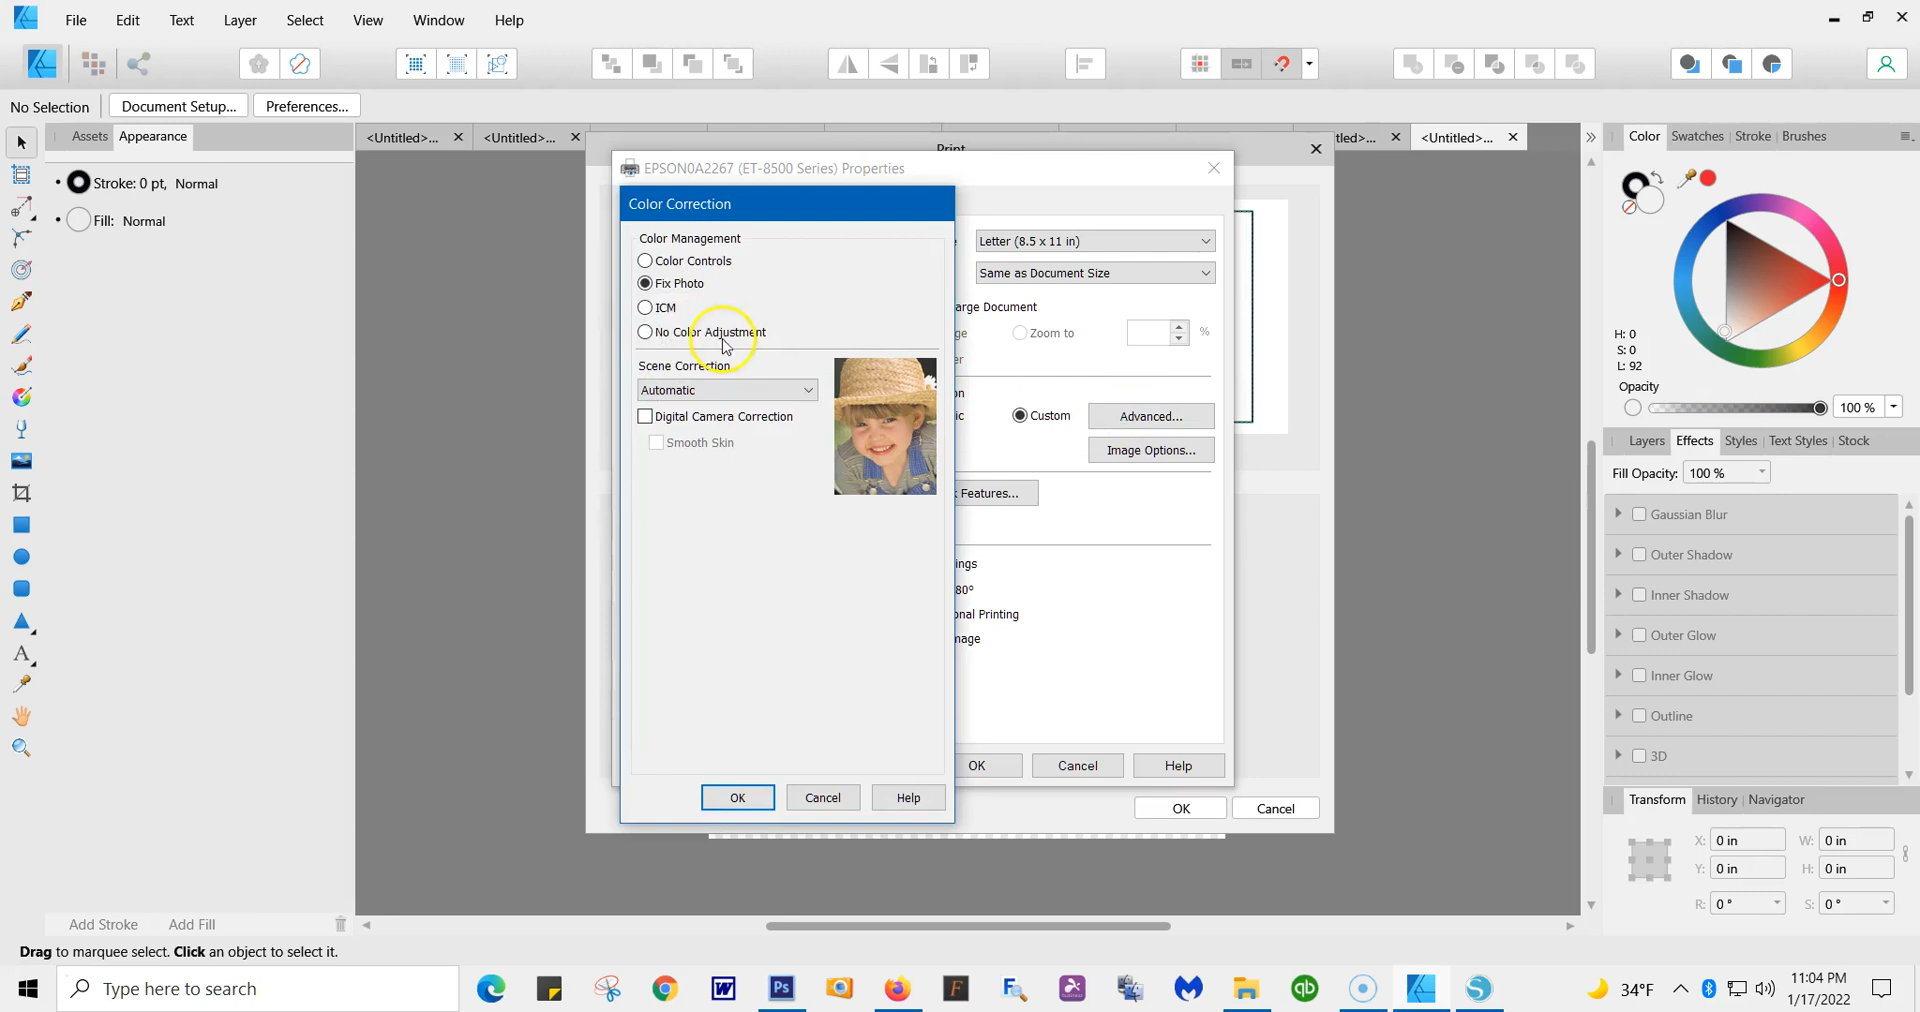 File Edit Text Layer Select View Window Help
No Selection Document Setup... Preferences...
Assets Appearance
<Untitled>... <Untitled>... tled>... <Untitled>...
Color Swatches Stroke Brushes
Stroke: 0 pt, Normal
Fill: Normal
Print
EPSON0A2267 (ET-8500 Series) Properties
Color Correction
Color Management
Color Controls
Fix Photo
ICM
No Color Adjustment
Scene Correction
Automatic
Digital Camera Correction
Smooth Skin
OK Cancel Help
Letter (8.5 x 11 in)
Same as Document Size
arge Document
ge Zoom to %
er
on
ic Custom Advanced...
Image Options...
Features...
ings
80°
onal Printing
mage
OK Cancel Help
OK Cancel
H: 0
S: 0
L: 92
Opacity
100 %
Layers Effects Styles Text Styles Stock
Fill Opacity: 100 %
Gaussian Blur
Outer Shadow
Inner Shadow
Outer Glow
Inner Glow
Outline
3D
Transform History Navigator
X: 0 in W: 0 in
Y: 0 in H: 0 in
R: 0 ° S: 0 °
Add Stroke Add Fill
Drag to marquee select. Click an object to select it.
Type here to search
34°F
11:04 PM
1/17/2022